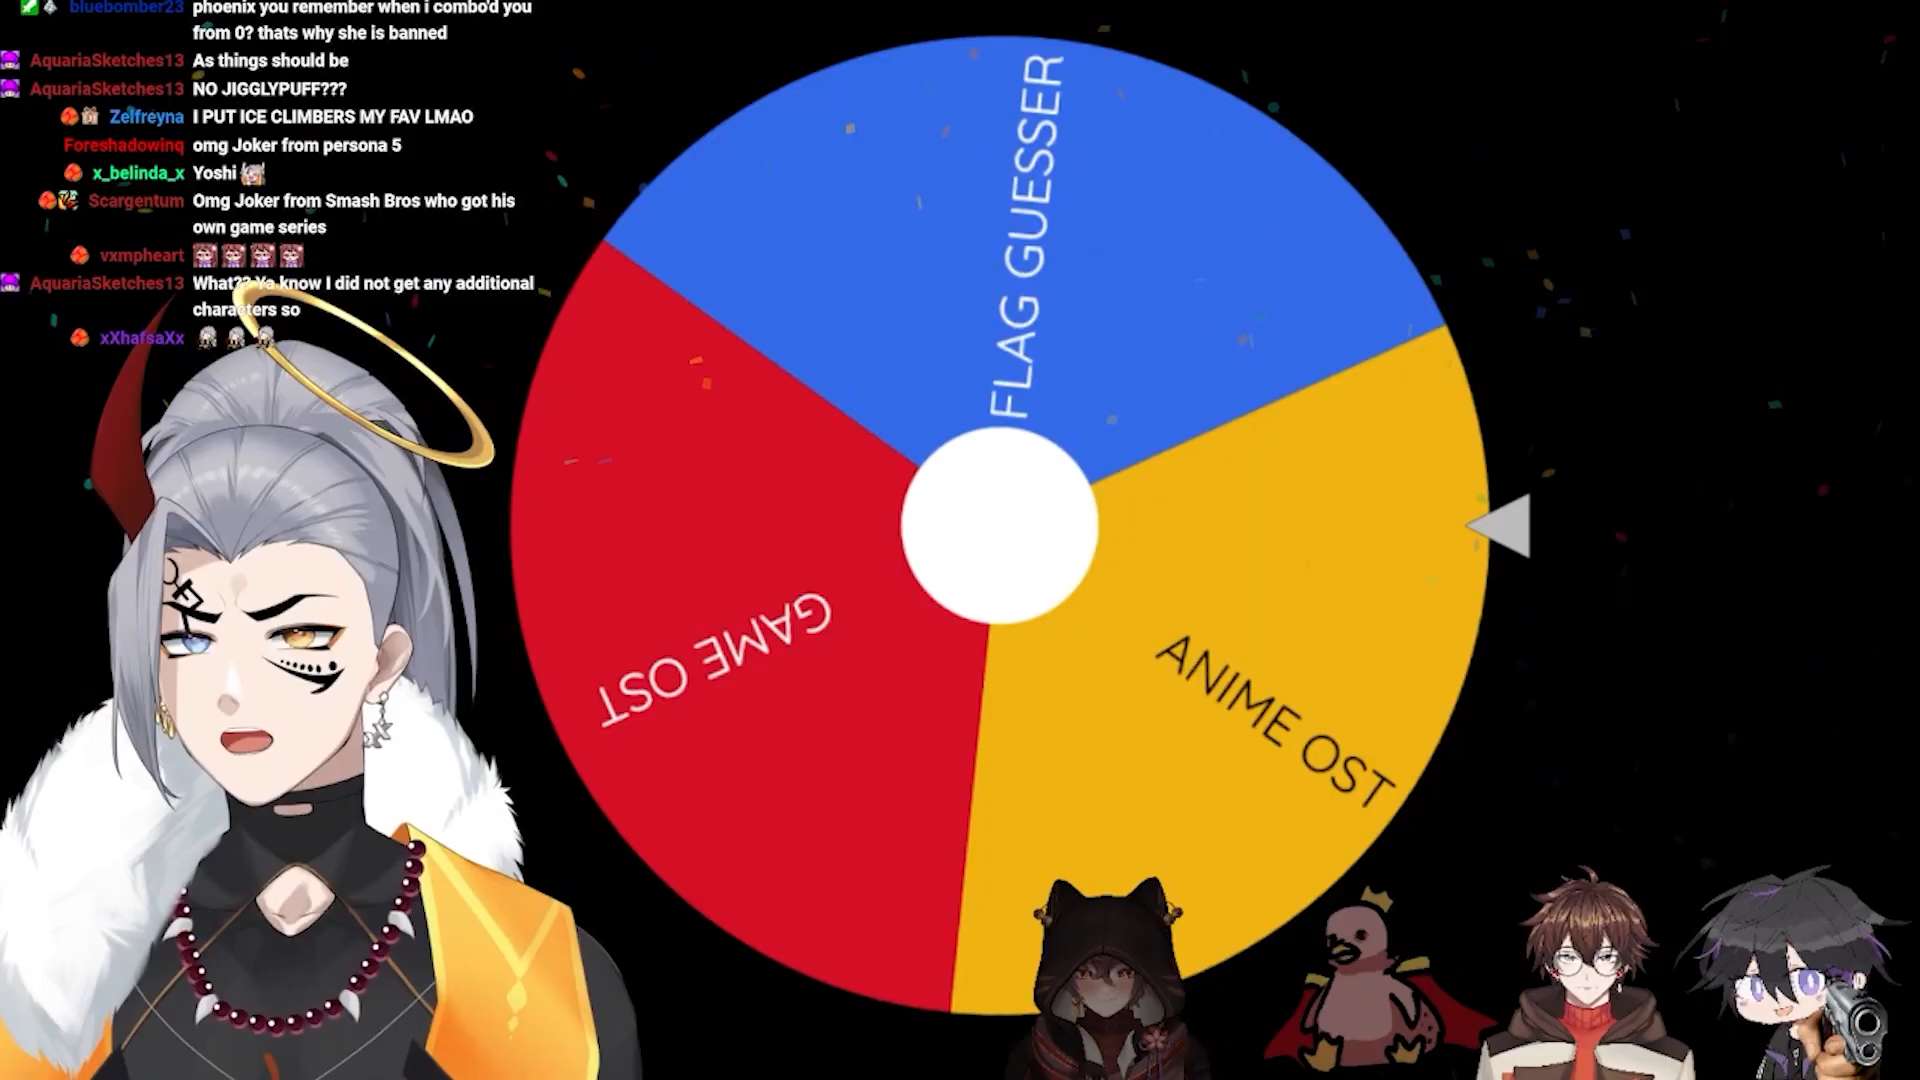 bluebomber23 phoenix you remember when i combo'd you
from 0? thats why she is banned
AquariaSketches13 As things should be
AquariaSketches13 NO JIGGLYPUFF???
Zelfreyna I PUT ICE CLIMBERS MY FAV LMAO
Foreshadowinq omg Joker from persona 5
x_belinda_x Yoshi
Scargentum Omg Joker from Smash Bros who got his
own game series
vxmpheart
AquariaSketches13 What?? Ya know I did not get any additional
characters so
xXhafsaXx
FLAG GUESSER
GAME OST
ANIME OST